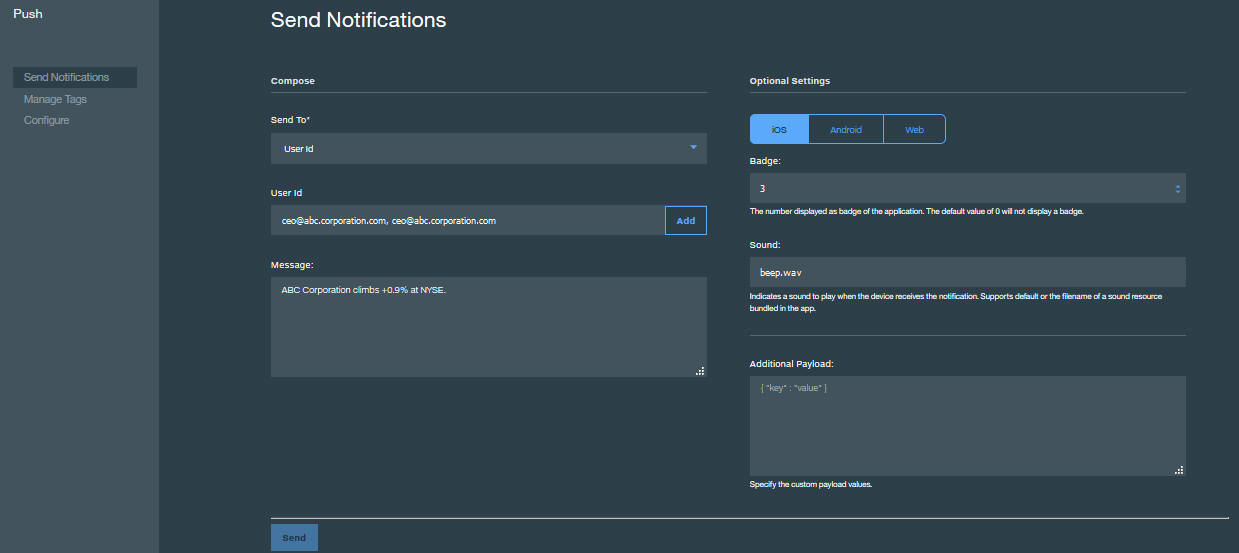 Push
Send Notifications
Manage Tags
Configure
Send Notifications
Compose
Send To*
User Id
User Id
ceo@abc.corporation.com, ceo@abc.corporation.com
Add
Message:
ABC Corporation climbs +0.9% at NYSE.
Optional Settings
iOS
Android
Web
Badge:
3
The number displayed as badge of the application. The default value of 0 will not display a badge.
Sound:
beep.wav
Indicates a sound to play when the device receives the notification. Supports default or the filename of a sound resource
bundled in the app.
Additional Payload:
{ "key" : "value" }
Specify the custom payload values.
Send